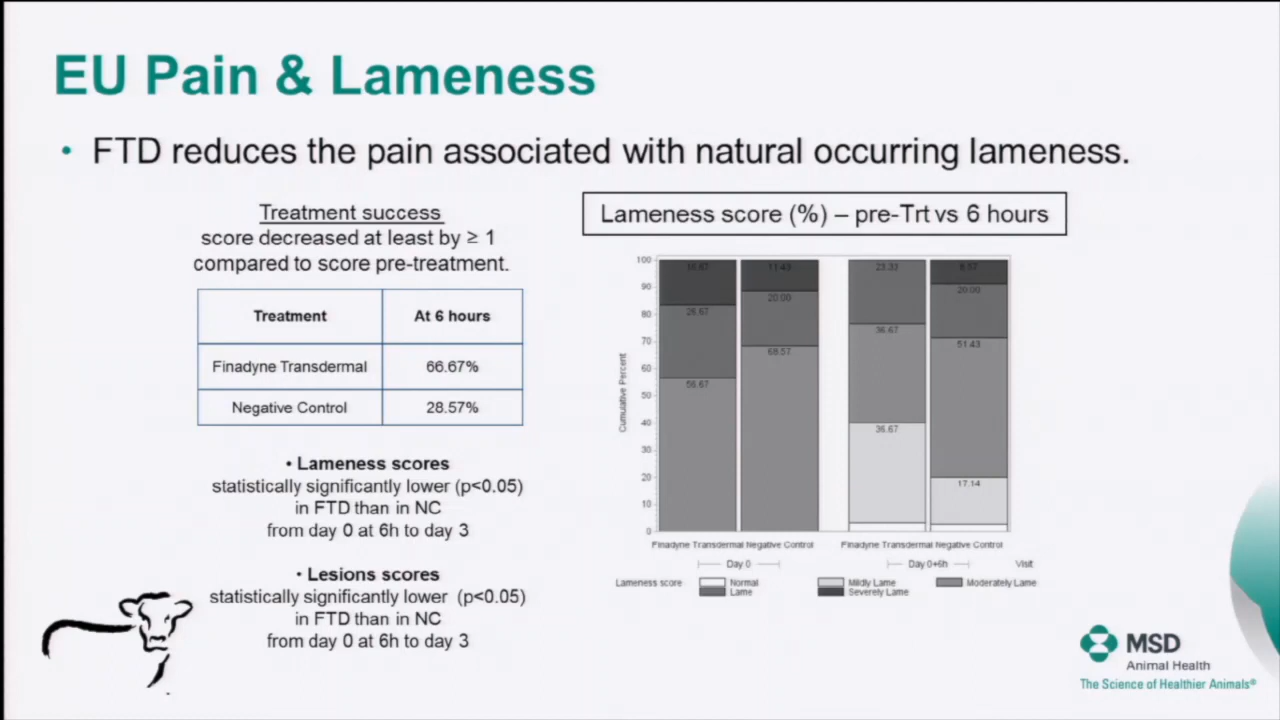 EU Pain & Lameness
• FTD reduces the pain associated with natural occurring lameness.
Treatment success
score decreased at least by ≥ 1
compared to score pre-treatment.
Treatment At 6 hours
Finadyne Transdermal 66.67%
Negative Control 28.57%
• Lameness scores
statistically significantly lower (p<0.05)
in FTD than in NC
from day 0 at 6h to day 3
• Lesions scores
statistically significantly lower (p<0.05)
in FTD than in NC
from day 0 at 6h to day 3
Lameness score (%) – pre-Trt vs 6 hours
Cumulative Percent
100
90
80
70
60
50
40
30
20
10
0
16.67 11.43 23.33 8.57
26.67 20.00 36.67 20.00
56.67 68.57 36.67 51.43
17.14
Finadyne Transdermal Negative Control Finadyne Transdermal Negative Control
Day 0 Day 0+6h Visit
Lameness score Normal Mildly Lame Moderately Lame
Lame Severely Lame
MSD
Animal Health
The Science of Healthier Animals®